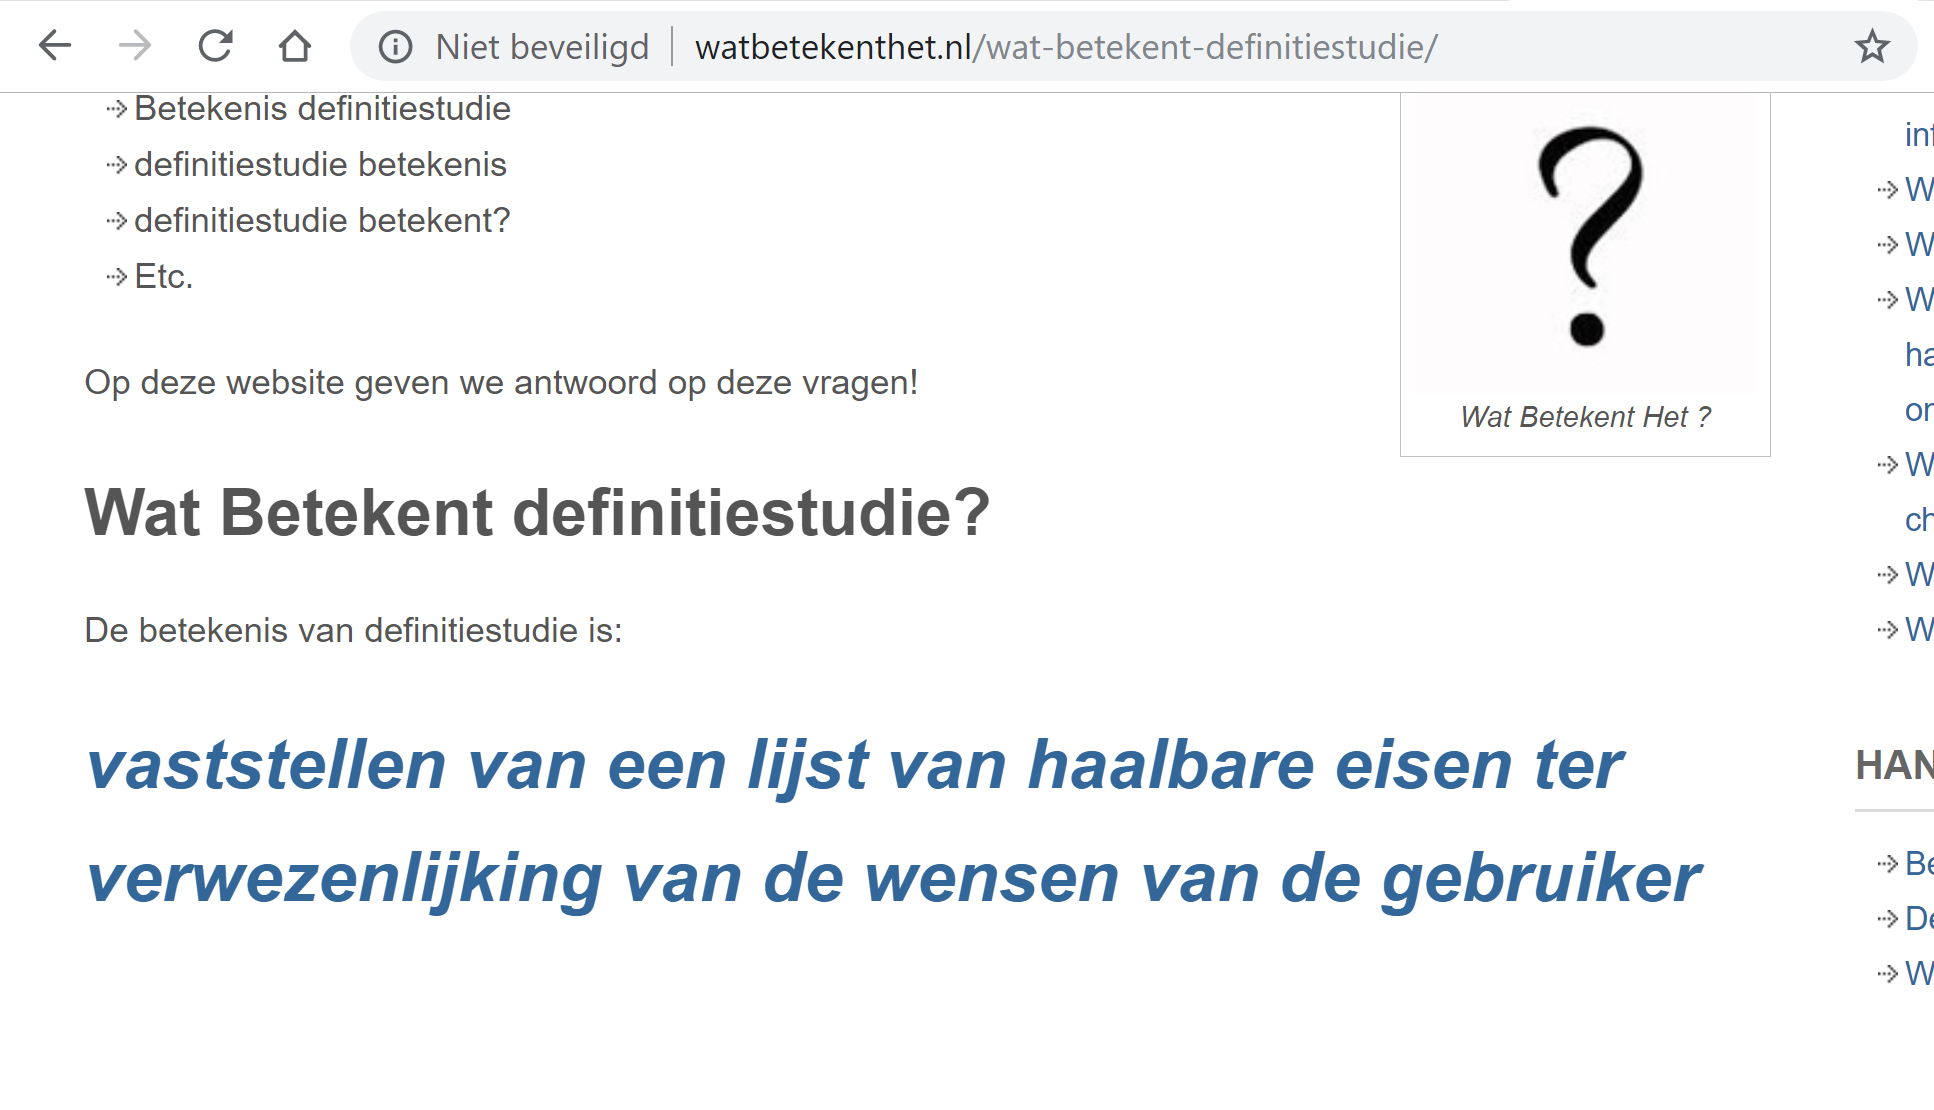 Niet beveiligd
watbetekenthet.nl/wat-betekent-definitiestudie/
Betekenis definitiestudie
definitiestudie betekenis
definitiestudie betekent?
Etc.
Op deze website geven we antwoord op deze vragen!
?
Wat Betekent Het ?
Wat Betekent definitiestudie?
De betekenis van definitiestudie is:
vaststellen van een lijst van haalbare eisen ter
verwezenlijking van de wensen van de gebruiker
W
W
W
ha
W
ch
W
W
HAN
Be
De
W